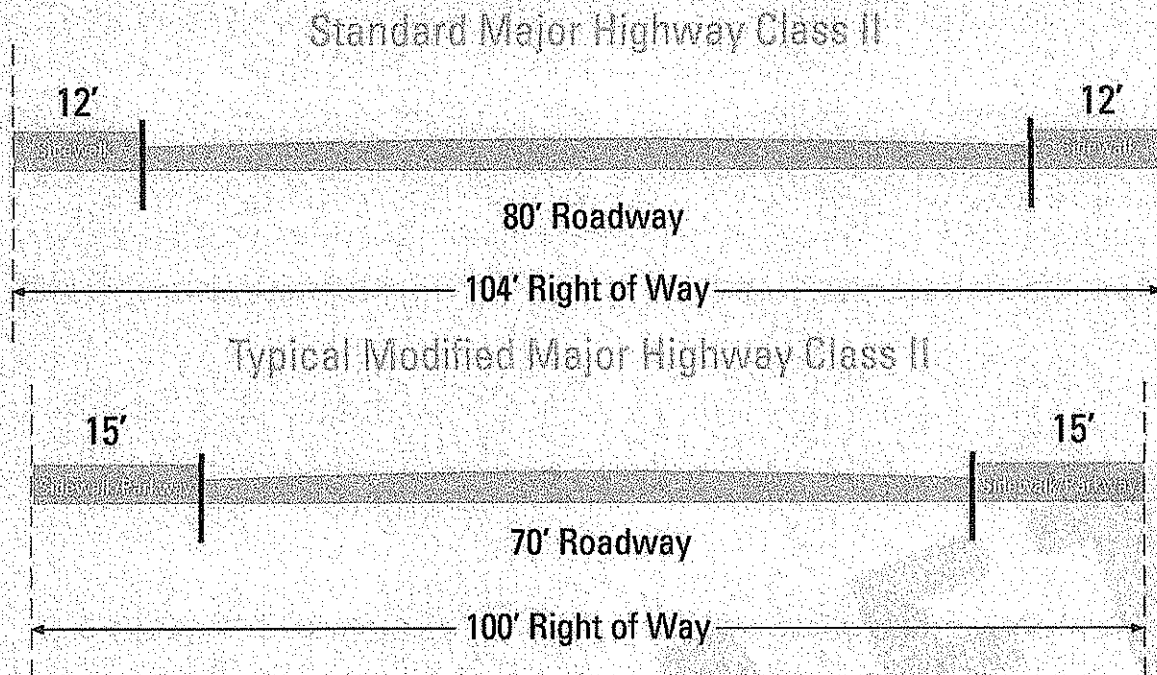 Standard Major Highway Class II
12' 12'
Sidewalk Sidewalk
80' Roadway
104' Right of Way
Typical Modified Major Highway Class II
15' 15'
Sidewalk/Parkway Sidewalk/Parkway
70' Roadway
100' Right of Way